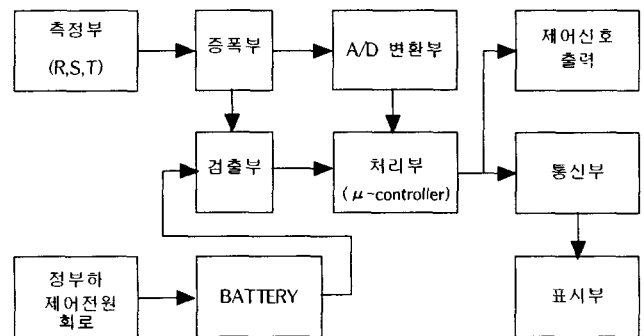 측정부
(R,S,T)
증폭부
A/D 변환부
제어신호
출력
검출부
처리부
(μ-controller)
통신부
정부하
제어전원
회로
BATTERY
표시부